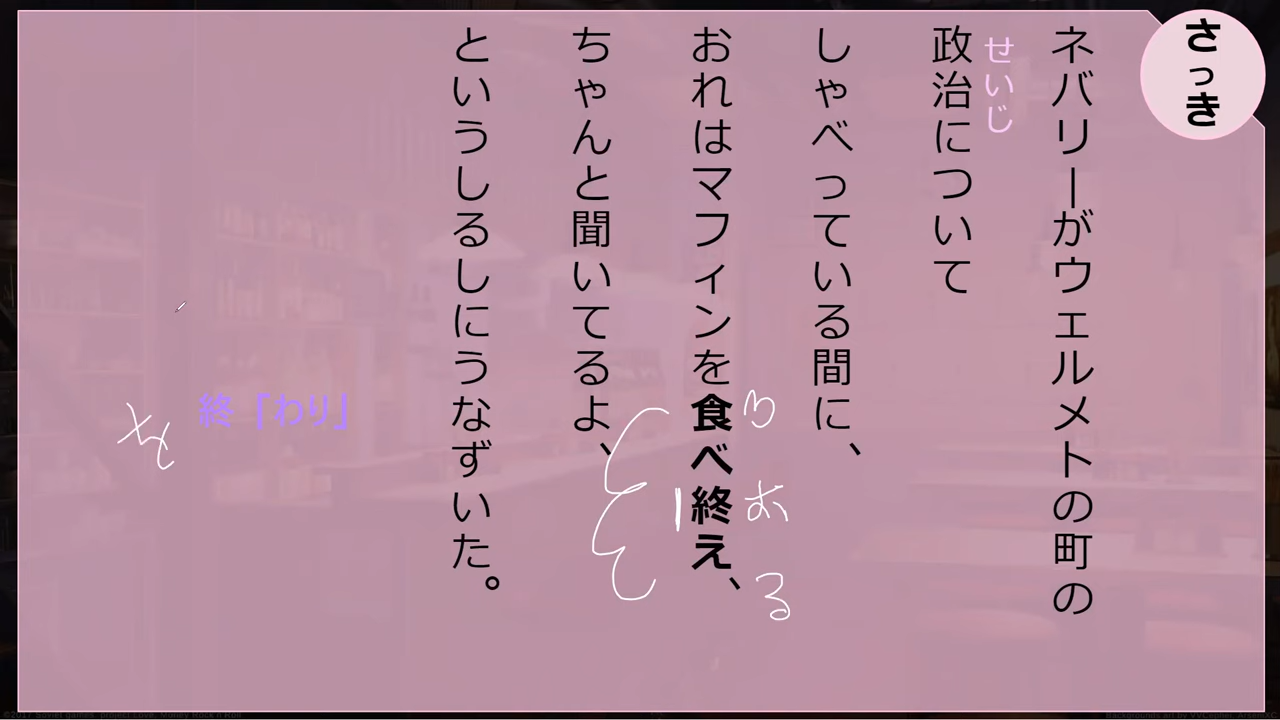 さっき
ネバリーがウェルメトの町の
せいじ
政治について
しゃべっている間に、
おれはマフィンを食べ終え、
お
る
ちゃんと聞いてるよ、
というしるしにうなずいた。
終「わり」
を